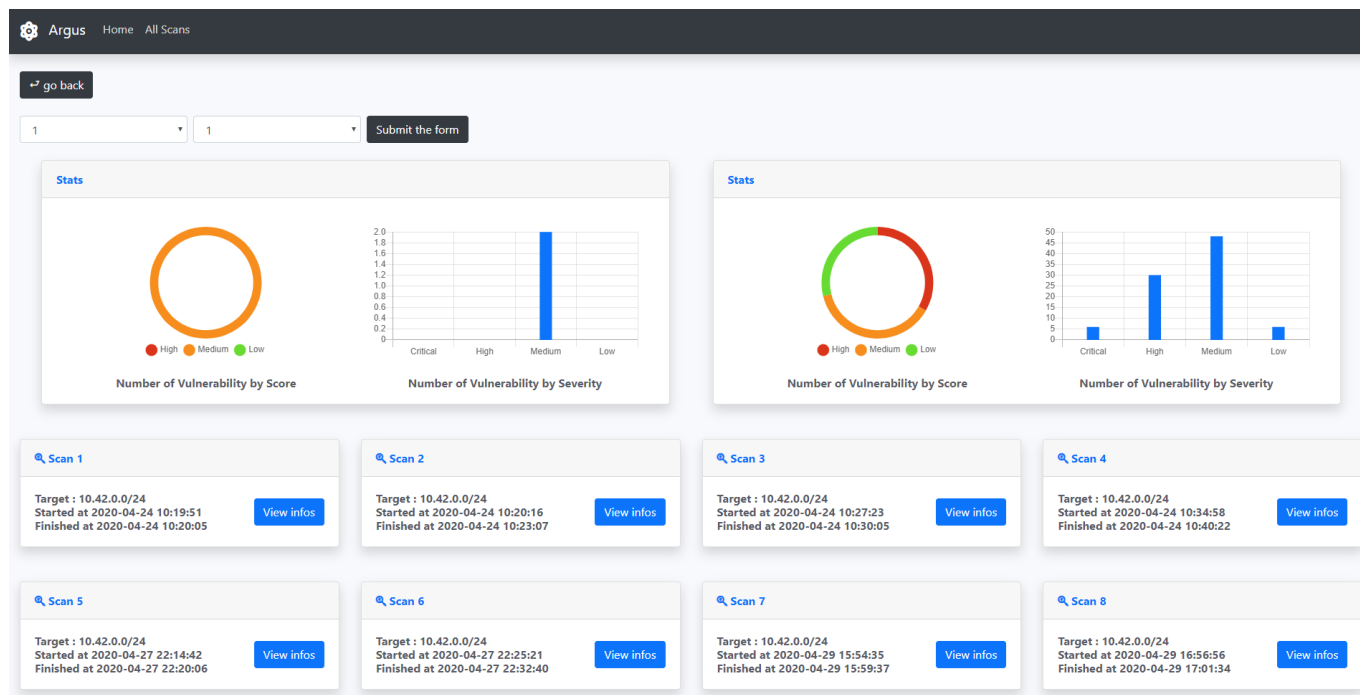 Argus Home All Scans
go back
1 1 Submit the form
Stats
2.0
1.8
1.6
1.4
1.2
1.0
0.8
0.6
0.4
0.2
0
Critical High Medium Low
High Medium Low
Number of Vulnerability by Score Number of Vulnerability by Severity
Stats
50
45
40
35
30
25
20
15
10
5
0
Critical High Medium Low
High Medium Low
Number of Vulnerability by Score Number of Vulnerability by Severity
Scan 1
Target : 10.42.0.0/24
Started at 2020-04-24 10:19:51
Finished at 2020-04-24 10:20:05
View infos
Scan 2
Target : 10.42.0.0/24
Started at 2020-04-24 10:20:16
Finished at 2020-04-24 10:23:07
View infos
Scan 3
Target : 10.42.0.0/24
Started at 2020-04-24 10:27:23
Finished at 2020-04-24 10:30:05
View infos
Scan 4
Target : 10.42.0.0/24
Started at 2020-04-24 10:34:58
Finished at 2020-04-24 10:40:22
View infos
Scan 5
Target : 10.42.0.0/24
Started at 2020-04-27 22:14:42
Finished at 2020-04-27 22:20:06
View infos
Scan 6
Target : 10.42.0.0/24
Started at 2020-04-27 22:25:21
Finished at 2020-04-27 22:32:40
View infos
Scan 7
Target : 10.42.0.0/24
Started at 2020-04-29 15:54:35
Finished at 2020-04-29 15:59:37
View infos
Scan 8
Target : 10.42.0.0/24
Started at 2020-04-29 16:56:56
Finished at 2020-04-29 17:01:34
View infos